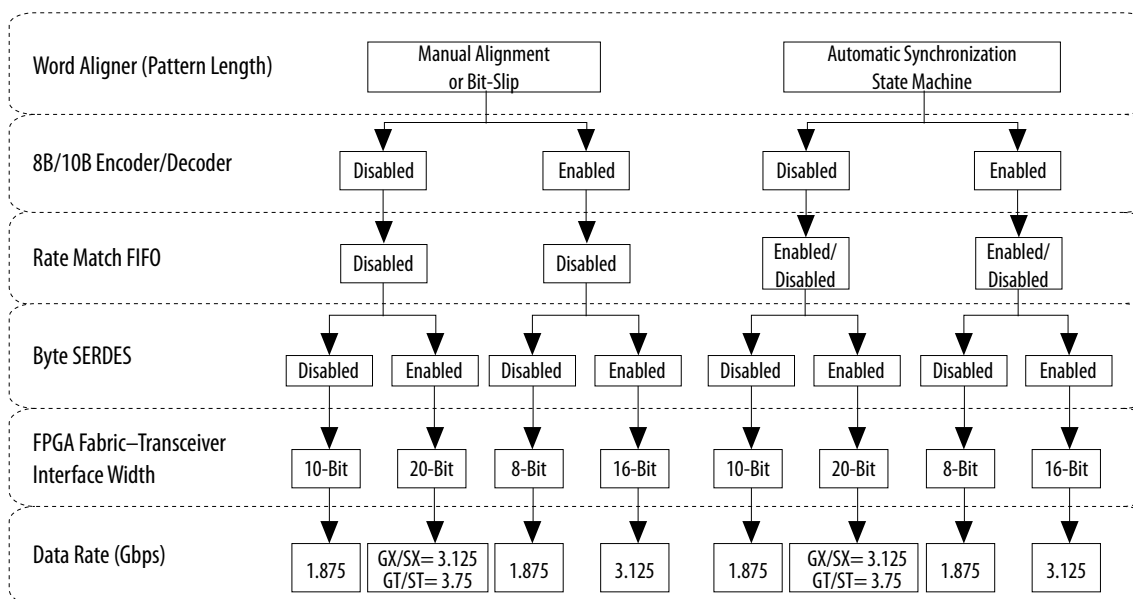 Word Aligner (Pattern Length)
Manual Alignment
or Bit-Slip
Automatic Synchronization
State Machine
8B/10B Encoder/Decoder
Disabled
Enabled
Disabled
Enabled
Rate Match FIFO
Disabled
Disabled
Enabled/
Disabled
Enabled/
Disabled
Byte SERDES
Disabled
Enabled
Disabled
Enabled
Disabled
Enabled
Disabled
Enabled
FPGA Fabric–Transceiver
Interface Width
10-Bit
20-Bit
8-Bit
16-Bit
10-Bit
20-Bit
8-Bit
16-Bit
Data Rate (Gbps)
1.875
GX/SX= 3.125
GT/ST= 3.75
1.875
3.125
1.875
GX/SX= 3.125
GT/ST= 3.75
1.875
3.125